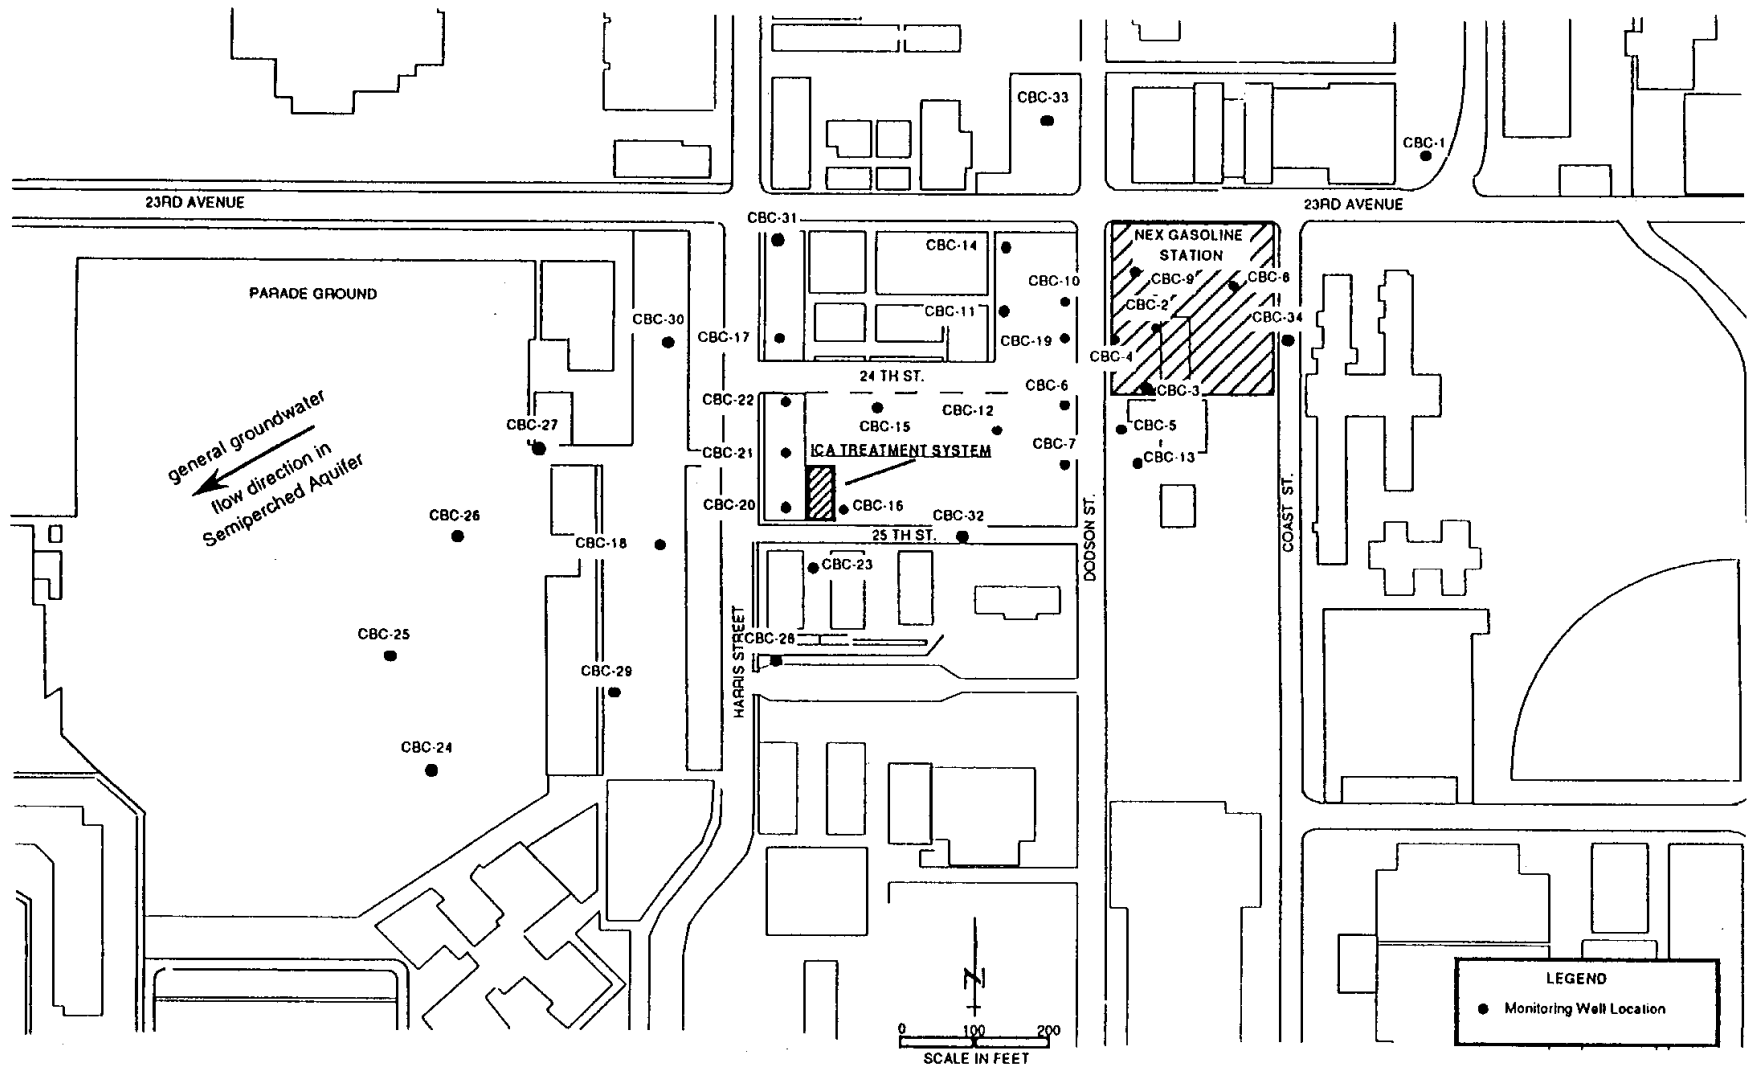 CBC-33
CBC-1
23RD AVENUE
23RD AVENUE
CBC-31
NEX GASOLINE
STATION
CBC-14
CBC-10
CBC-9
CBC-8
PARADE GROUND
CBC-2
CBC-11
CBC-34
CBC-30
CBC-17
CBC-19
CBC-4
24 TH ST.
CBC-6
CBC-3
CBC-22
CBC-12
CBC-15
general groundwater
flow direction in
Semiperched Aquifer
CBC-27
CBC-5
CBC-7
CBC-21
ICA TREATMENT SYSTEM
CBC-13
CBC-20
CBC-16
CBC-26
CBC-32
COAST ST.
DODSON ST.
CBC-18
25 TH ST.
CBC-23
CBC-25
CBC-28
HARRIS STREET
CBC-29
CBC-24
N
0 100 200
SCALE IN FEET
LEGEND
Monitoring Well Location